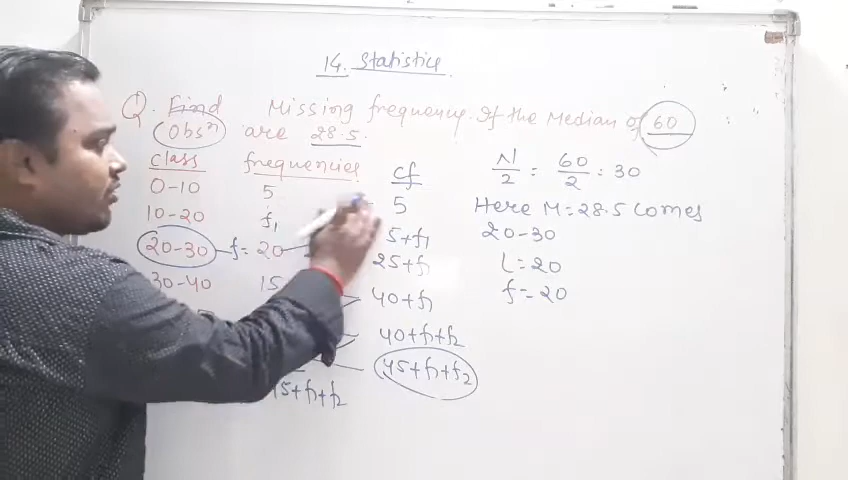 14. Statistics
Q. Find Missing frequency. If the Median of 60
Obsⁿ are 28.5.
class frequencies cf
0-10 5 5
10-20 f₁ 5+f₁
20-30 f= 20 25+f₁
30-40 15 40+f₁
40+f₁+f₂
45+f₁+f₂
45+f₁+f₂
N/2 = 60/2 = 30
Here M=28.5 Comes
20-30
l=20
f=20